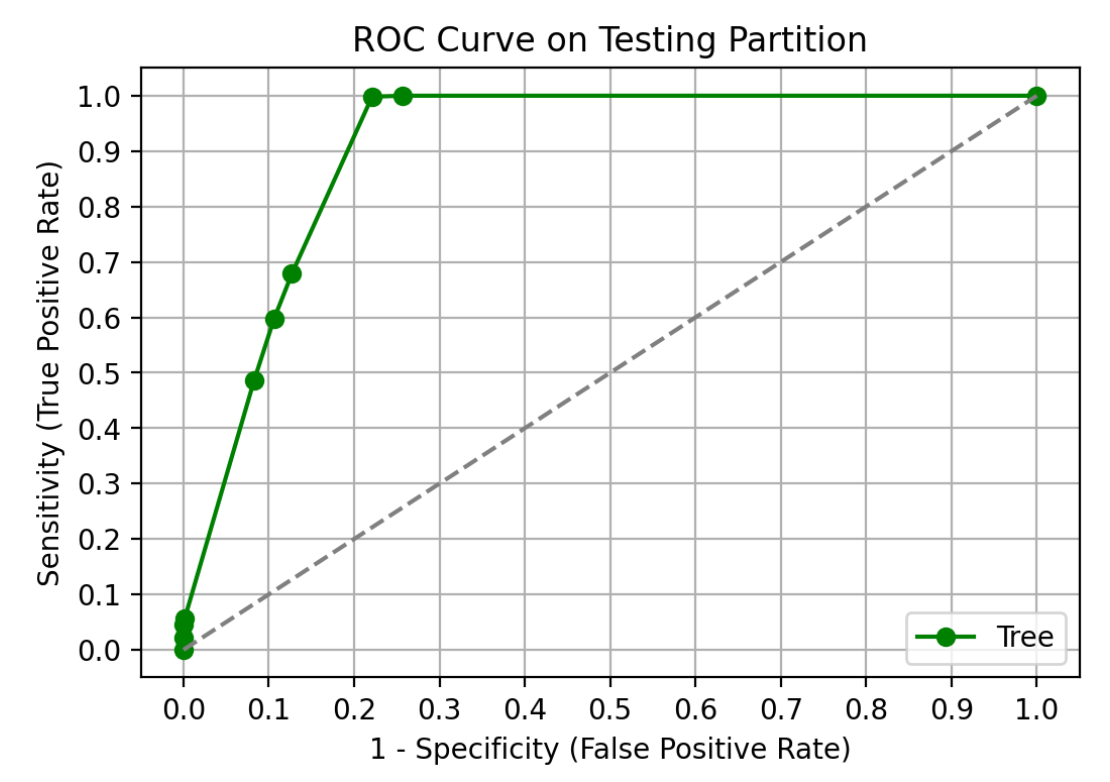 ROC Curve on Testing Partition
Sensitivity (True Positive Rate)
1.0
0.9
0.8
0.7
0.6
0.5
0.4
0.3
0.2
0.1
0.0
Tree
0.0 0.1 0.2 0.3 0.4 0.5 0.6 0.7 0.8 0.9 1.0
1 - Specificity (False Positive Rate)